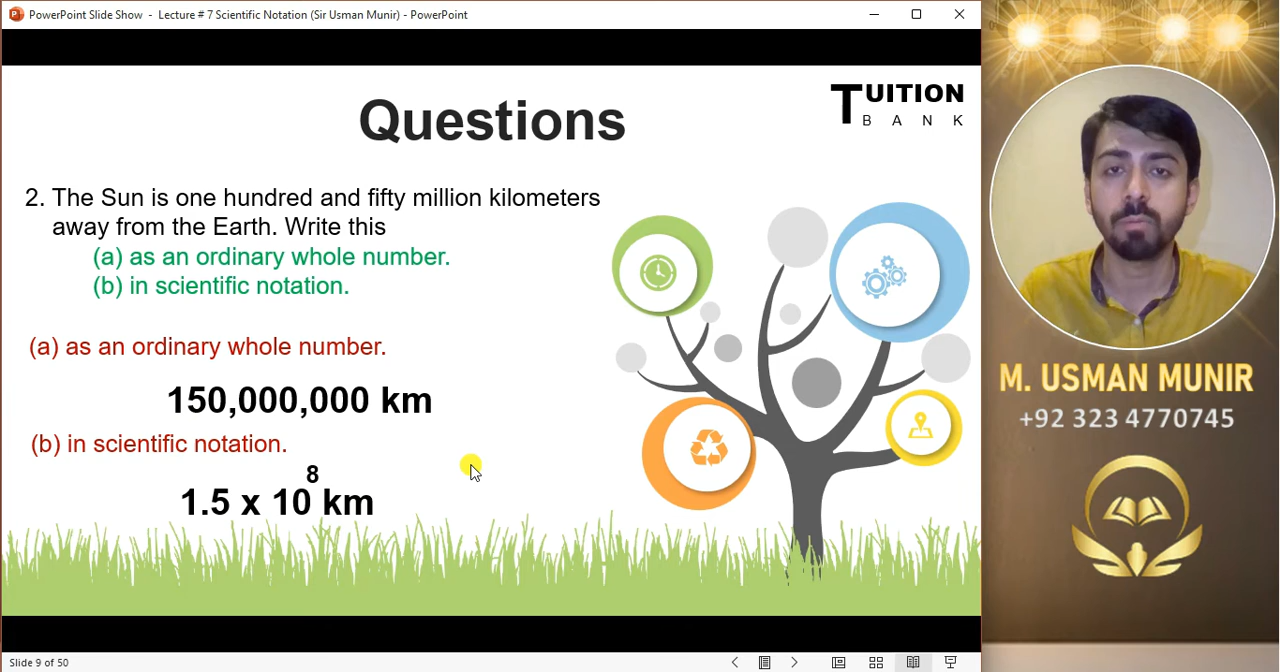 PowerPoint Slide Show - Lecture # 7 Scientific Notation (Sir Usman Munir) - PowerPoint
TUITION
BANK
Questions
2. The Sun is one hundred and fifty million kilometers
away from the Earth. Write this
(a) as an ordinary whole number.
(b) in scientific notation.
(a) as an ordinary whole number.
150,000,000 km
(b) in scientific notation.
1.5 x 10⁸ km
M. USMAN MUNIR
+92 323 4770745
Slide 9 of 50